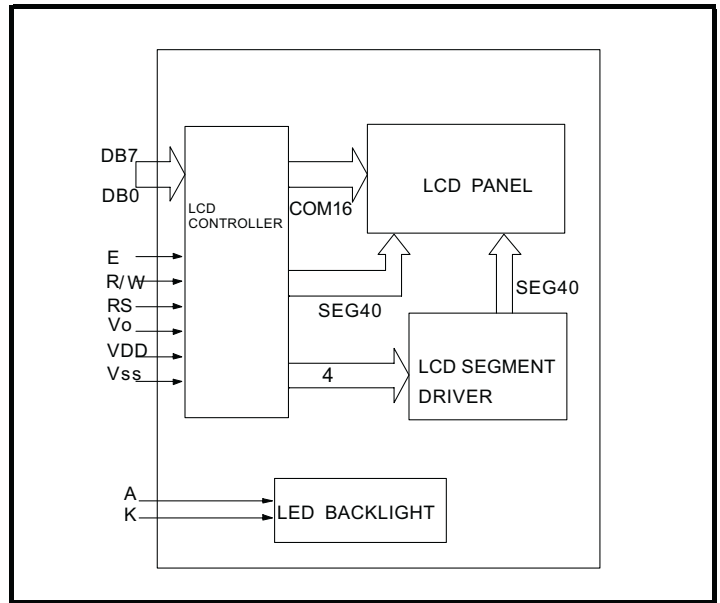 DB7
DB0
LCD
CONTROLLER
COM16
LCD PANEL
E
R/W
RS
Vo
VDD
Vss
SEG40
SEG40
4
LCD SEGMENT
DRIVER
A
K
LED BACKLIGHT